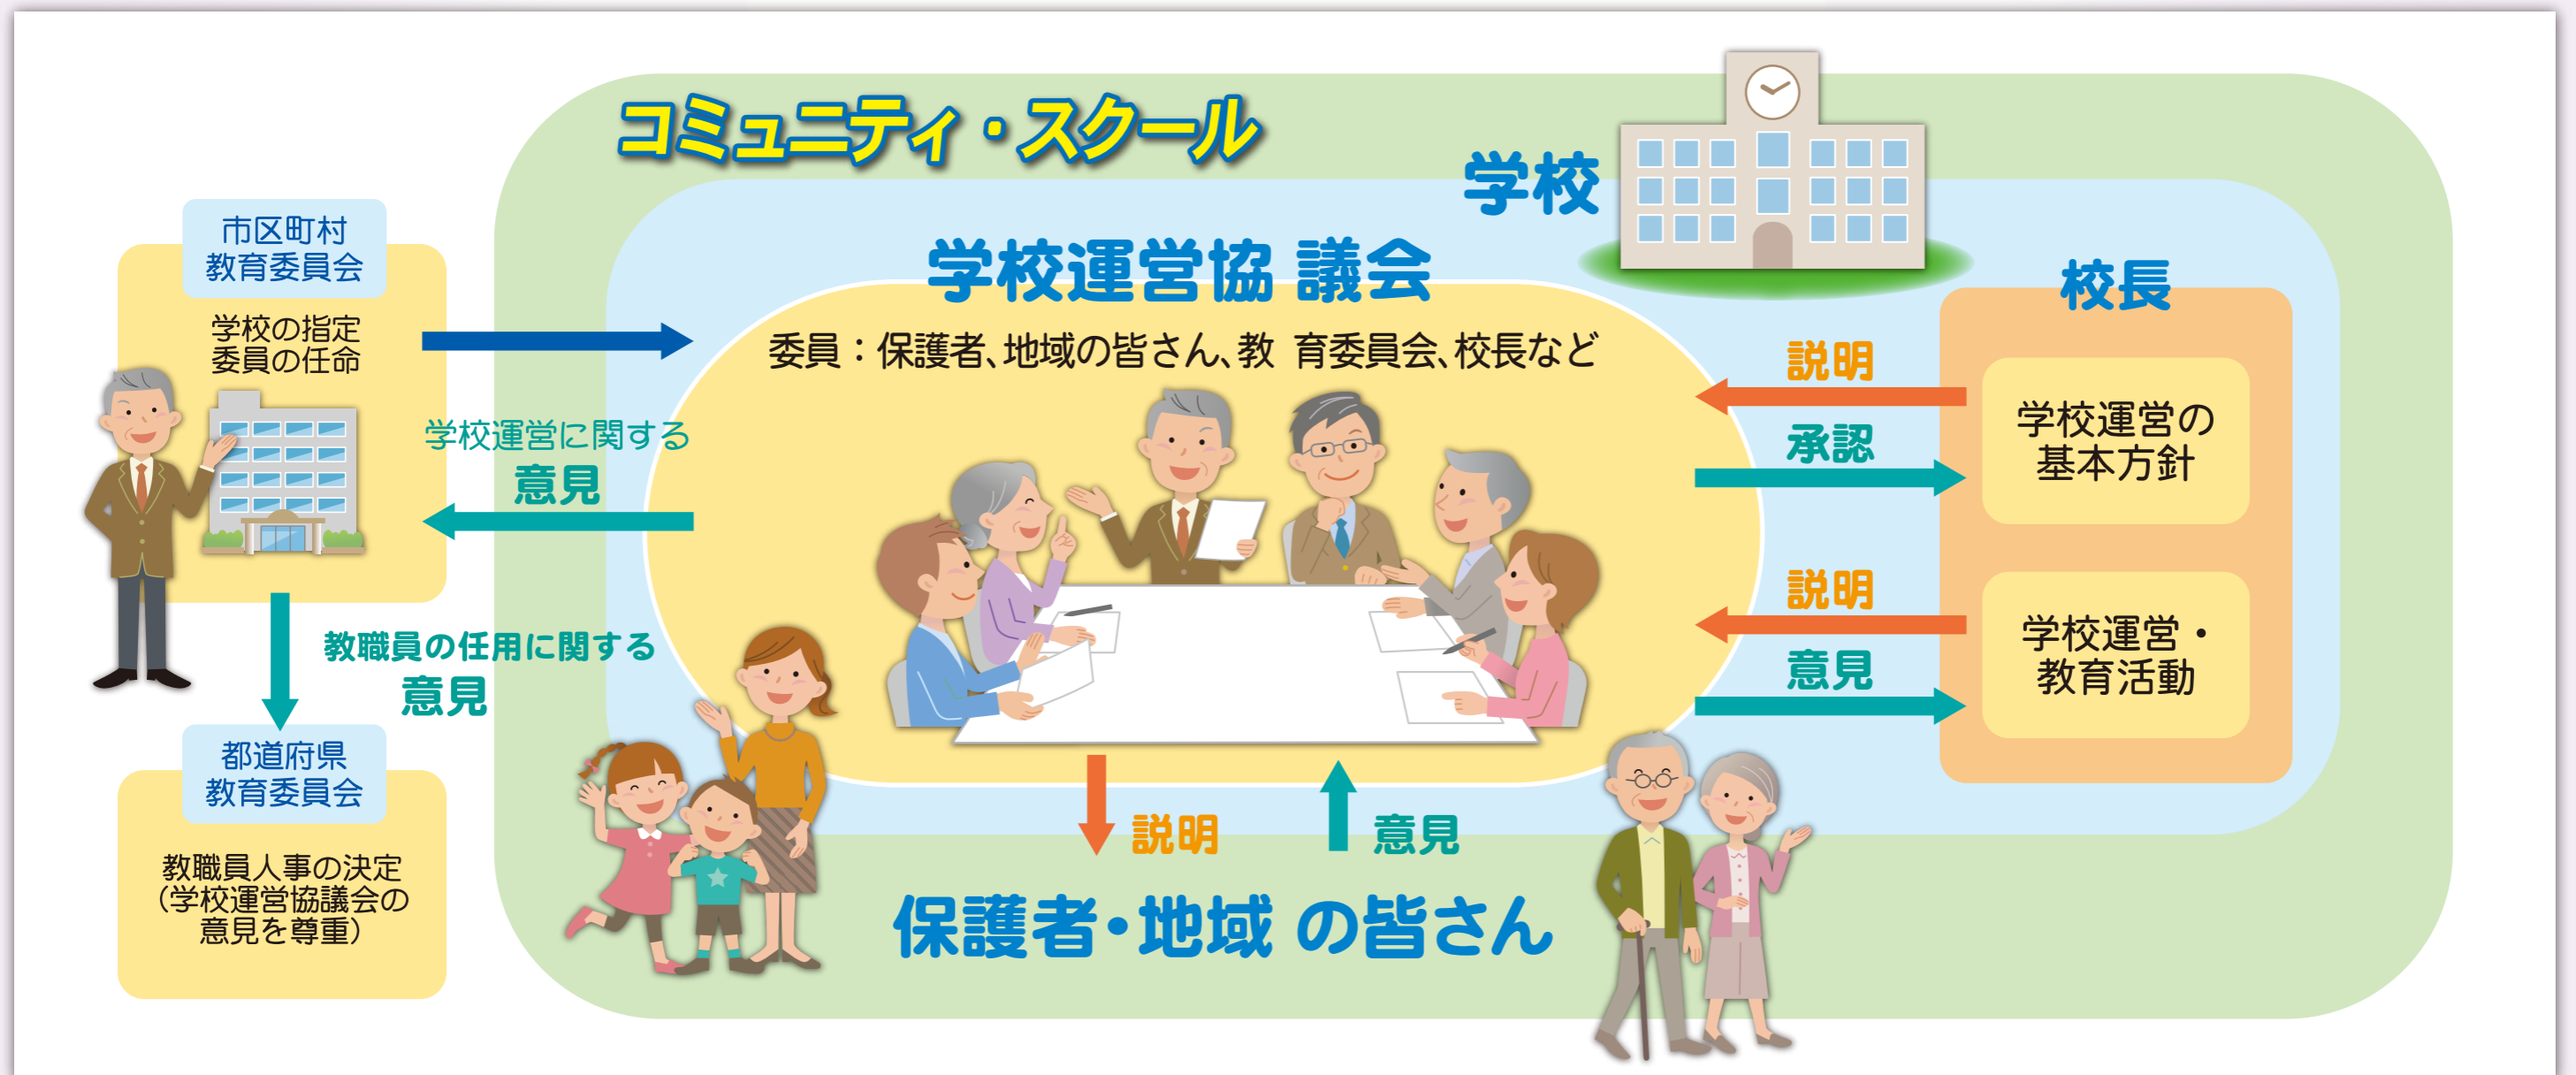 コミュニティ・スクール
学校
市区町村
教育委員会
学校の指定
委員の任命
学校運営に関する
意見
教職員の任用に関する
意見
都道府県
教育委員会
教職員人事の決定
（学校運営協議会の
意見を尊重）
学校運営協 議会
委員：保護者、地域の皆さん、教 育委員会、校長など
説明
承認
説明
意見
校長
学校運営の
基本方針
学校運営・
教育活動
説明
意見
保護者・地域 の皆さん